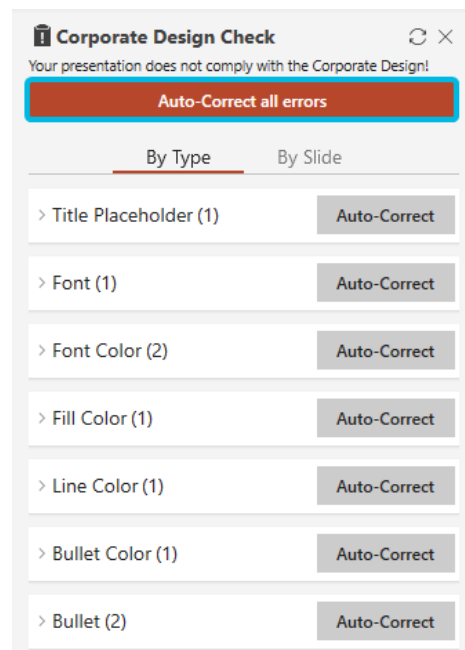 Corporate Design Check
Your presentation does not comply with the Corporate Design!
Auto-Correct all errors
By Type By Slide
Title Placeholder (1) Auto-Correct
Font (1) Auto-Correct
Font Color (2) Auto-Correct
Fill Color (1) Auto-Correct
Line Color (1) Auto-Correct
Bullet Color (1) Auto-Correct
Bullet (2) Auto-Correct